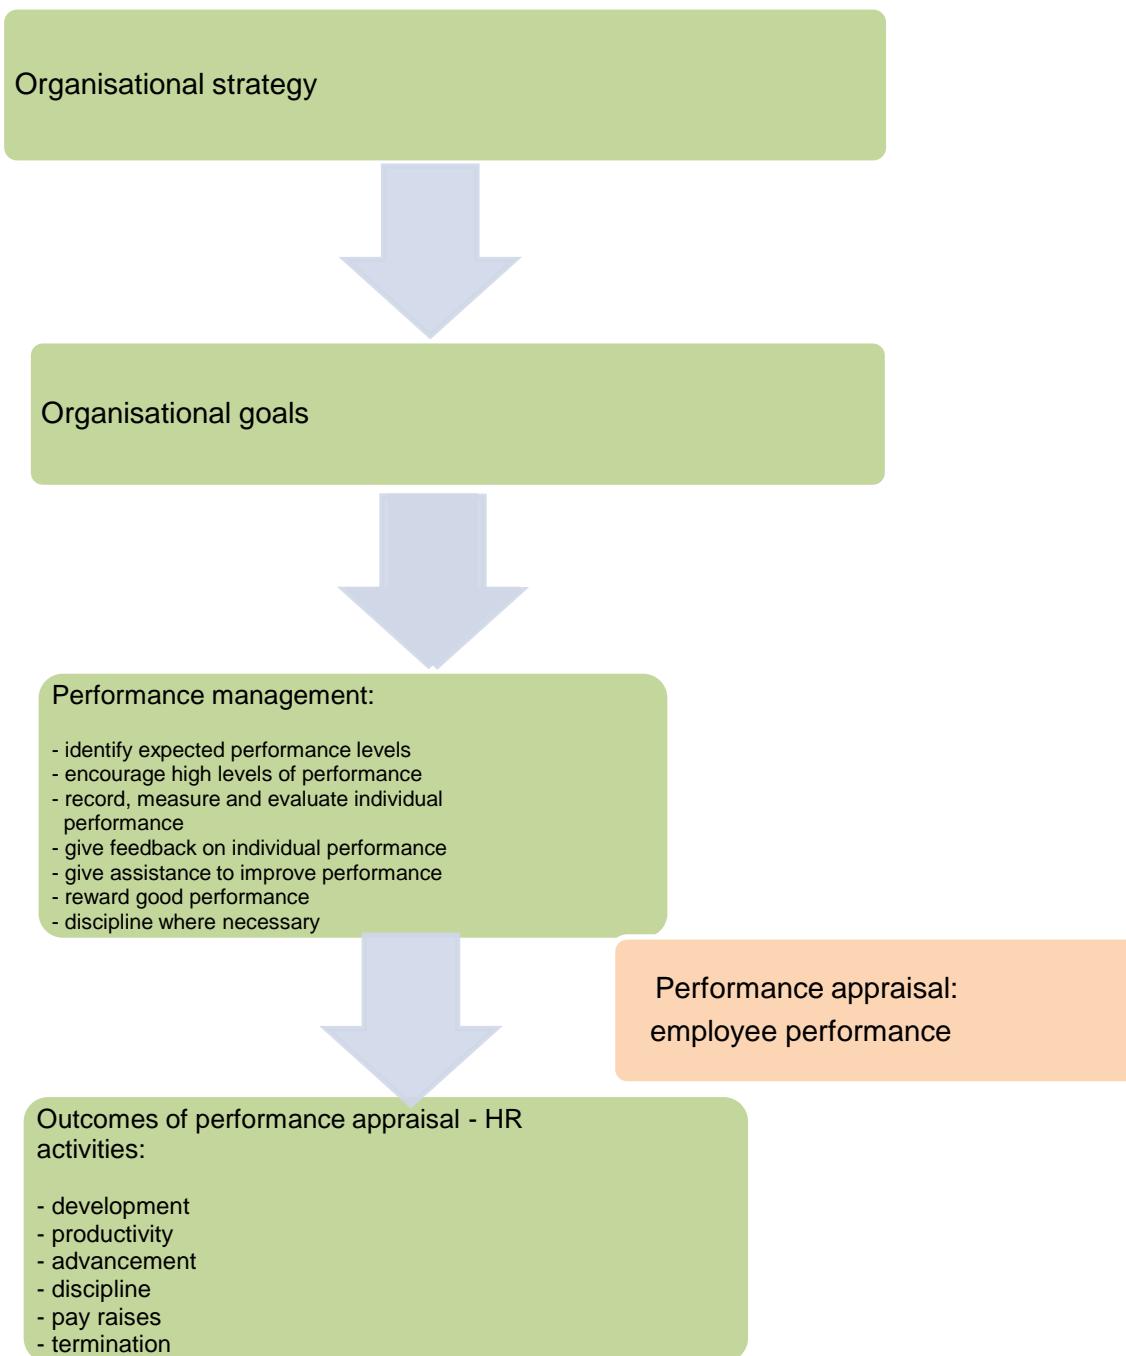 Organisational strategy
Organisational goals
Performance management:
- identify expected performance levels
- encourage high levels of performance
- record, measure and evaluate individual
performance
- give feedback on individual performance
- give assistance to improve performance
- reward good performance
- discipline where necessary
Performance appraisal:
employee performance
Outcomes of performance appraisal - HR
activities:
- development
- productivity
- advancement
- discipline
- pay raises
- termination